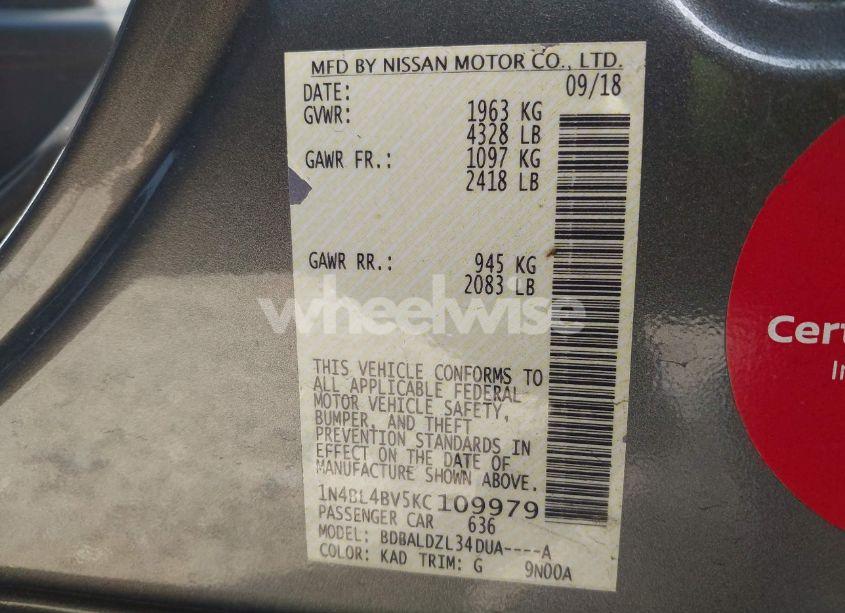 MFD BY NISSAN MOTOR CO., LTD.
DATE: 09/18
GVWR: 1963 KG
4328 LB
GAWR FR.: 1097 KG
2418 LB
GAWR RR.: 945 KG
2083 LB
wheelwise
THIS VEHICLE CONFORMS TO
ALL APPLICABLE FEDERAL
MOTOR VEHICLE SAFETY,
BUMPER, AND THEFT
PREVENTION STANDARDS IN
EFFECT ON THE DATE OF
MANUFACTURE SHOWN ABOVE.
1N4BL4BV5KC109979
PASSENGER CAR 636
MODEL: BDBALDZL34DUA----A
COLOR: KAD TRIM: G 9N00A
Cert